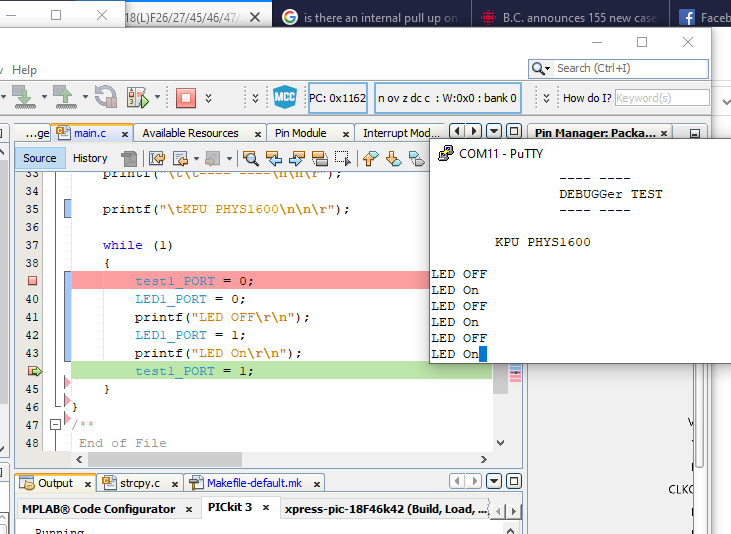 18(L)F26/27/45/46/47/
is there an internal pull up on
B.C. announces 155 new case
Faceb
Help
Search (Ctrl+I)
MCC
PC: 0x1162
n ov z dc c : W:0x0 : bank 0
How do I?
Keyword(s)
...ge
main.c
Available Resources
Pin Module
Interrupt Mod...
Pin Manager: Packa...
Source
History
COM11 - PuTTY
33 printf("\t\t---- ----\n\n\r");
35 printf("\tKPU PHYS1600\n\n\r");
37 while (1)
38 {
test1_PORT = 0;
40 LED1_PORT = 0;
41 printf("LED OFF\r\n");
42 LED1_PORT = 1;
43 printf("LED On\r\n");
test1_PORT = 1;
45 }
46 }
47 /**
48 End of File
---- ----
DEBUGGer TEST
---- ----
KPU PHYS1600
LED OFF
LED On
LED OFF
LED On
LED OFF
LED On
CLKC
Output
strcpy.c
Makefile-default.mk
MPLAB® Code Configurator
PICkit 3
xpress-pic-18F46k42 (Build, Load, ...
Running